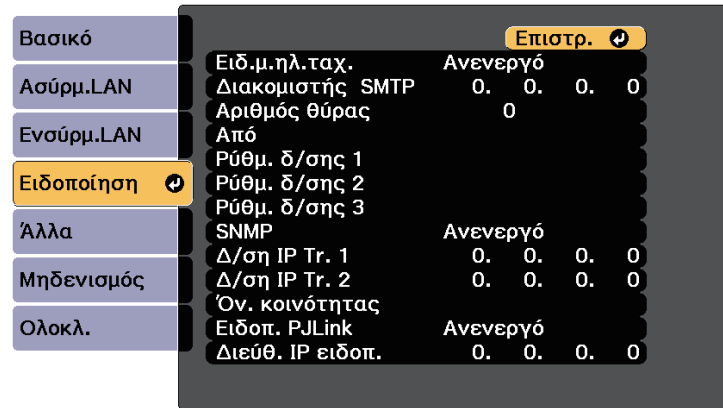 Βασικό
Ασύρμ.LAN
Ενσύρμ.LAN
Ειδοποίηση
Άλλα
Μηδενισμός
Ολοκλ.
Επιστρ.
Ειδ.μ.ηλ.ταχ. Ανενεργό
Διακομιστής SMTP 0. 0. 0. 0
Αριθμός θύρας 0
Από
Ρύθμ. δ/σης 1
Ρύθμ. δ/σης 2
Ρύθμ. δ/σης 3
SNMP Ανενεργό
Δ/ση IP Tr. 1 0. 0. 0. 0
Δ/ση IP Tr. 2 0. 0. 0. 0
Όν. κοινότητας
Ειδοπ. PJLink Ανενεργό
Διεύθ. IP ειδοπ. 0. 0. 0. 0